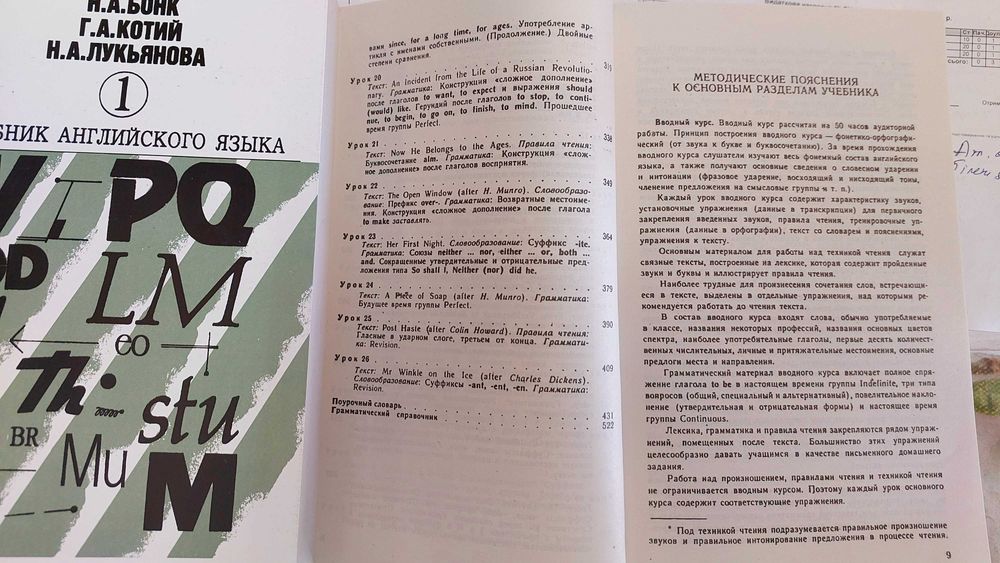 Н.А.БОНК
Г.А.КОТИЙ
Н.А.ЛУКЬЯНОВА
1
БНИК АНГЛИЙСКОГО ЯЗЫКА
PQ
LM
Th
stu
BR
Mu
M
вами since, for a long time, for ages. Употребление ар-
тикля с именами собственными. (Продолжение.) Двойные
степени сравнения.
Урок 20
Текст: An Incident from the Life of a Russian Revolutio-
nary. Грамматика: Конструкция «сложное дополнение»
после глаголов to want, to expect и выражения should
(would) like. Герундий после глаголов to stop, to conti-
nue, to begin, to go on, to finish, to mind. Прошедшее
время группы Perfect.
Урок 21 338
Текст: Now He Belongs to the Ages. Правила чтения:
Буквосочетание alm. Грамматика: Конструкция «слож-
ное дополнение» после глаголов восприятия.
Урок 22 349
Текст: The Open Window (after H. Munro). Словообразо-
вание: Префикс over-. Грамматика: Возвратные местоиме-
ния. Конструкция «сложное дополнение» после глагола
to make заставлять.
Урок 23 364
Текст: Her First Night. Словообразование: Суффикс -ite.
Грамматика: Союзы neither ... nor, either ... or, both ...
and. Сокращенные утвердительные и отрицательные пред-
ложения типа So shall I, Neither (nor) did he.
Урок 24 379
Текст: A Piece of Soap (after H. Munro). Грамматика:
Будущее время группы Perfect.
Урок 25 390
Текст: Post Haste (after Colin Howard). Правила чтения:
Гласные в ударном слоге, третьем от конца. Граммати-
ка: Revision.
Урок 26 409
Текст: Mr Winkle on the Ice (after Charles Dickens).
Словообразование: Суффиксы -ant, -ent, -en. Грамматика:
Revision.
Поурочный словарь 431
Грамматический справочник 522
МЕТОДИЧЕСКИЕ ПОЯСНЕНИЯ
К ОСНОВНЫМ РАЗДЕЛАМ УЧЕБНИКА
Вводный курс. Вводный курс рассчитан на 50 часов аудиторной
работы. Принцип построения вводного курса — фонетико-орфографи-
ческий (от звука к букве и буквосочетанию). За время прохождения
вводного курса слушатели изучают весь фонемный состав английского
языка, а также получают основные сведения о словесном ударении
и интонации (фразовое ударение, восходящий и нисходящий тоны,
членение предложения на смысловые группы и т. п.).
Каждый урок вводного курса содержит характеристику звуков,
установочные упражнения (данные в транскрипции) для первичного
закрепления введенных звуков, правила чтения, тренировочные уп-
ражнения (данные в орфографии), текст со словами и пояснениями,
упражнения к тексту.
Основным материалом для работы над техникой чтения* служат
связные тексты, построенные на лексике, которая содержит пройденные
звуки и буквы и иллюстрирует правила чтения.
Наиболее трудные для произнесения сочетания слов, встречающи-
еся в тексте, выделены в отдельные упражнения, над которыми ре-
комендуется работать до чтения текста.
В состав вводного курса входят слова, обычно употребляемые
в классе, названия некоторых профессий, названия основных цветов
спектра, наиболее употребительные глаголы, первые десять количест-
венных числительных, личные и притяжательные местоимения, основные
предлоги места и направления.
Грамматический материал вводного курса включает полное спря-
жение глагола to be в настоящем времени группы Indefinite, три типа
вопросов (общий, специальный и альтернативный), повелительное накло-
нение (утвердительная и отрицательная формы) и настоящее время
группы Continuous.
Лексика, грамматика и правила чтения закрепляются рядом упраж-
нений, помещенных после текста. Большинство этих упражнений
целесообразно давать учащимся в качестве письменного домашнего
задания.
Работа над произношением, правилами чтения и техникой чтения
не ограничивается вводным курсом. Поэтому каждый урок основного
курса содержит соответствующие упражнения.
* Под техникой чтения подразумевается правильное произношение
звуков и правильное интонирование предложения в процессе чтения.
9